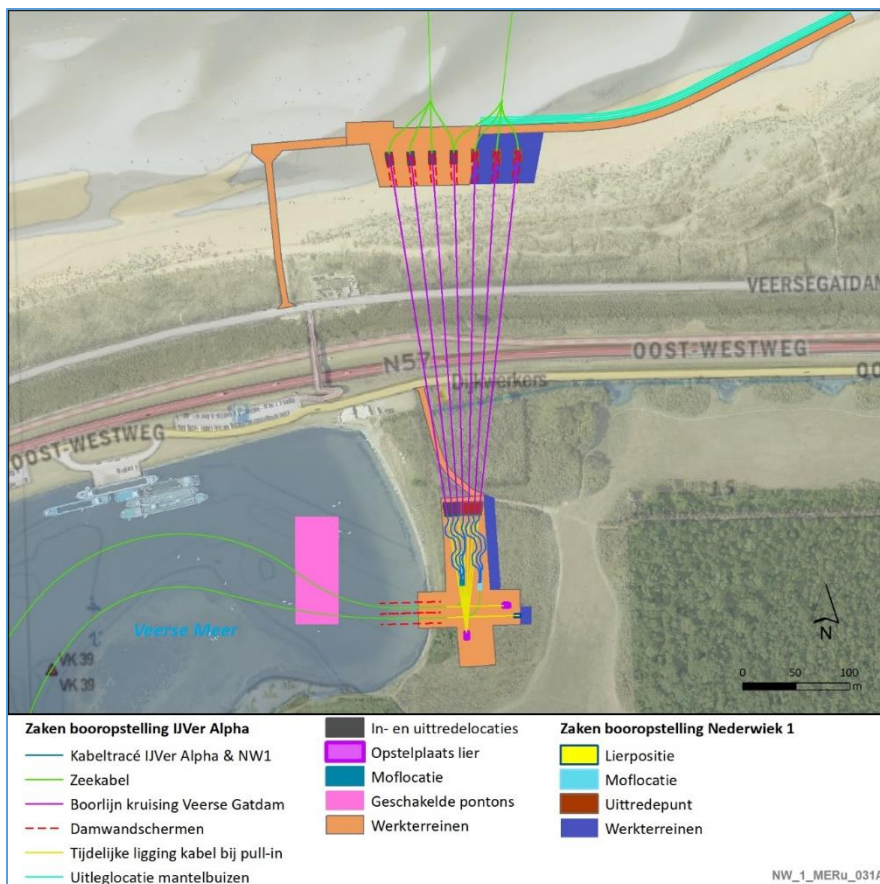 VEERSEGATDAM
N57
OOST-WESTWEG
Dijkwerkers
OOST-WESTWEG
P
Veerse Meer
VK 39
VK 39
N
0 50 100
m
Zaken booropstelling IJVer Alpha
Kabeltracé IJVer Alpha & NW1
Zeekabel
Boorlijn kruising Veerse Gatdam
Damwandschermen
Tijdelijke ligging kabel bij pull-in
Uitleglocatie mantelbuizen
In- en uittredelocaties
Opstelplaats lier
Moflocatie
Geschakelde pontons
Werkterreinen
Zaken booropstelling Nederwiek 1
Lierpositie
Moflocatie
Uittredepunt
Werkterreinen
NW_1_MERu_031A